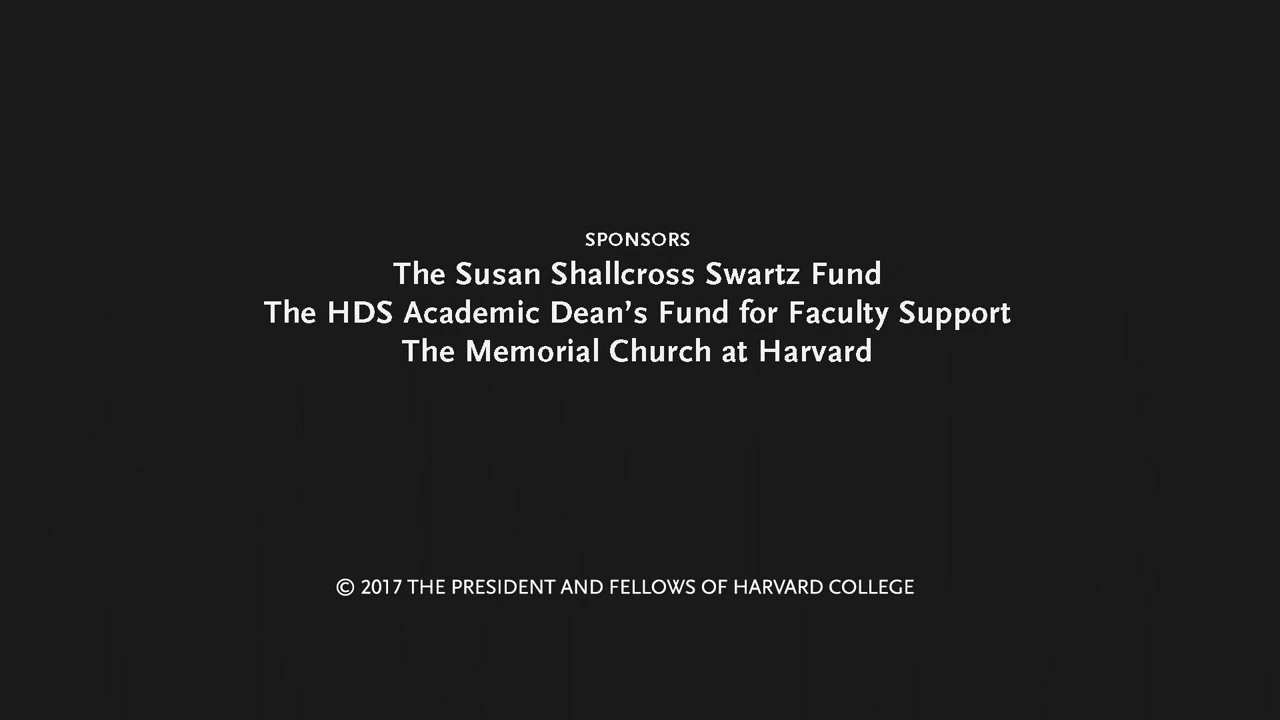 SPONSORS
The Susan Shallcross Swartz Fund
The HDS Academic Dean’s Fund for Faculty Support
The Memorial Church at Harvard
© 2017 THE PRESIDENT AND FELLOWS OF HARVARD COLLEGE